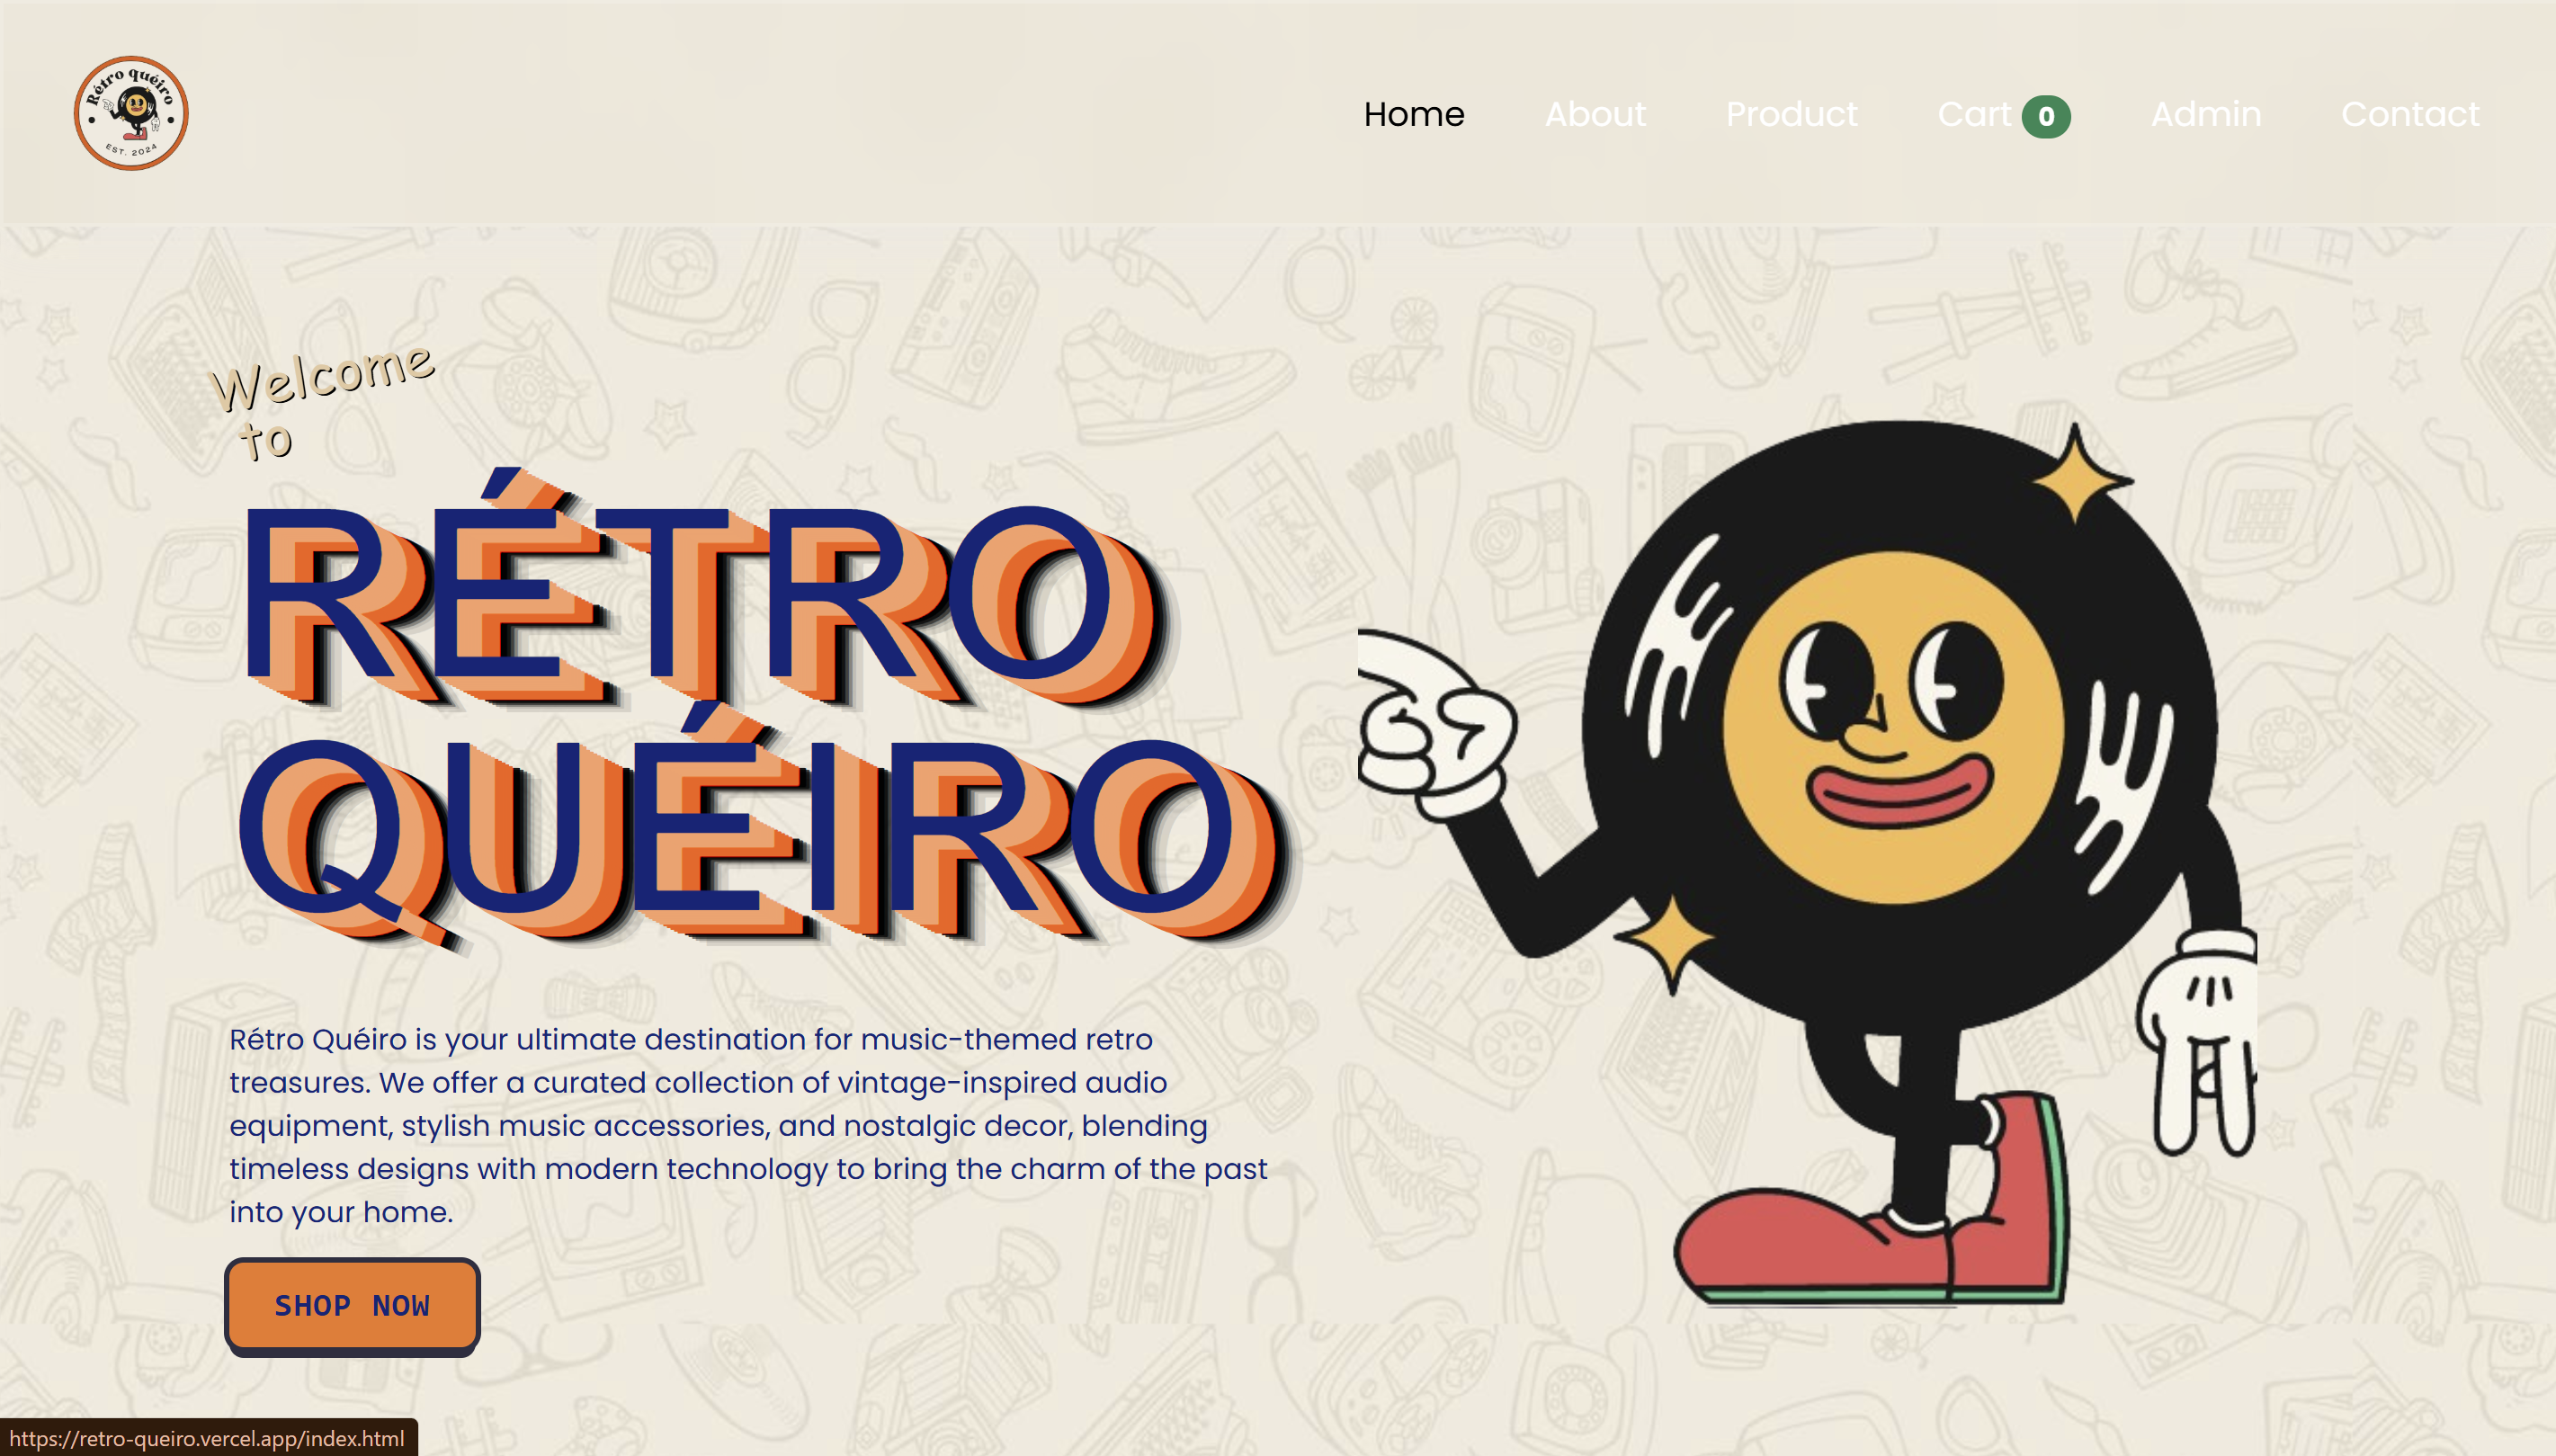 Rétro quéiro
EST. 2024
Home About Product Cart 0 Admin Contact
Welcome
to
RÉTRO
QUÉIRO
Rétro Quéiro is your ultimate destination for music-themed retro
treasures. We offer a curated collection of vintage-inspired audio
equipment, stylish music accessories, and nostalgic decor, blending
timeless designs with modern technology to bring the charm of the past
into your home.
SHOP NOW
https://retro-queiro.vercel.app/index.html